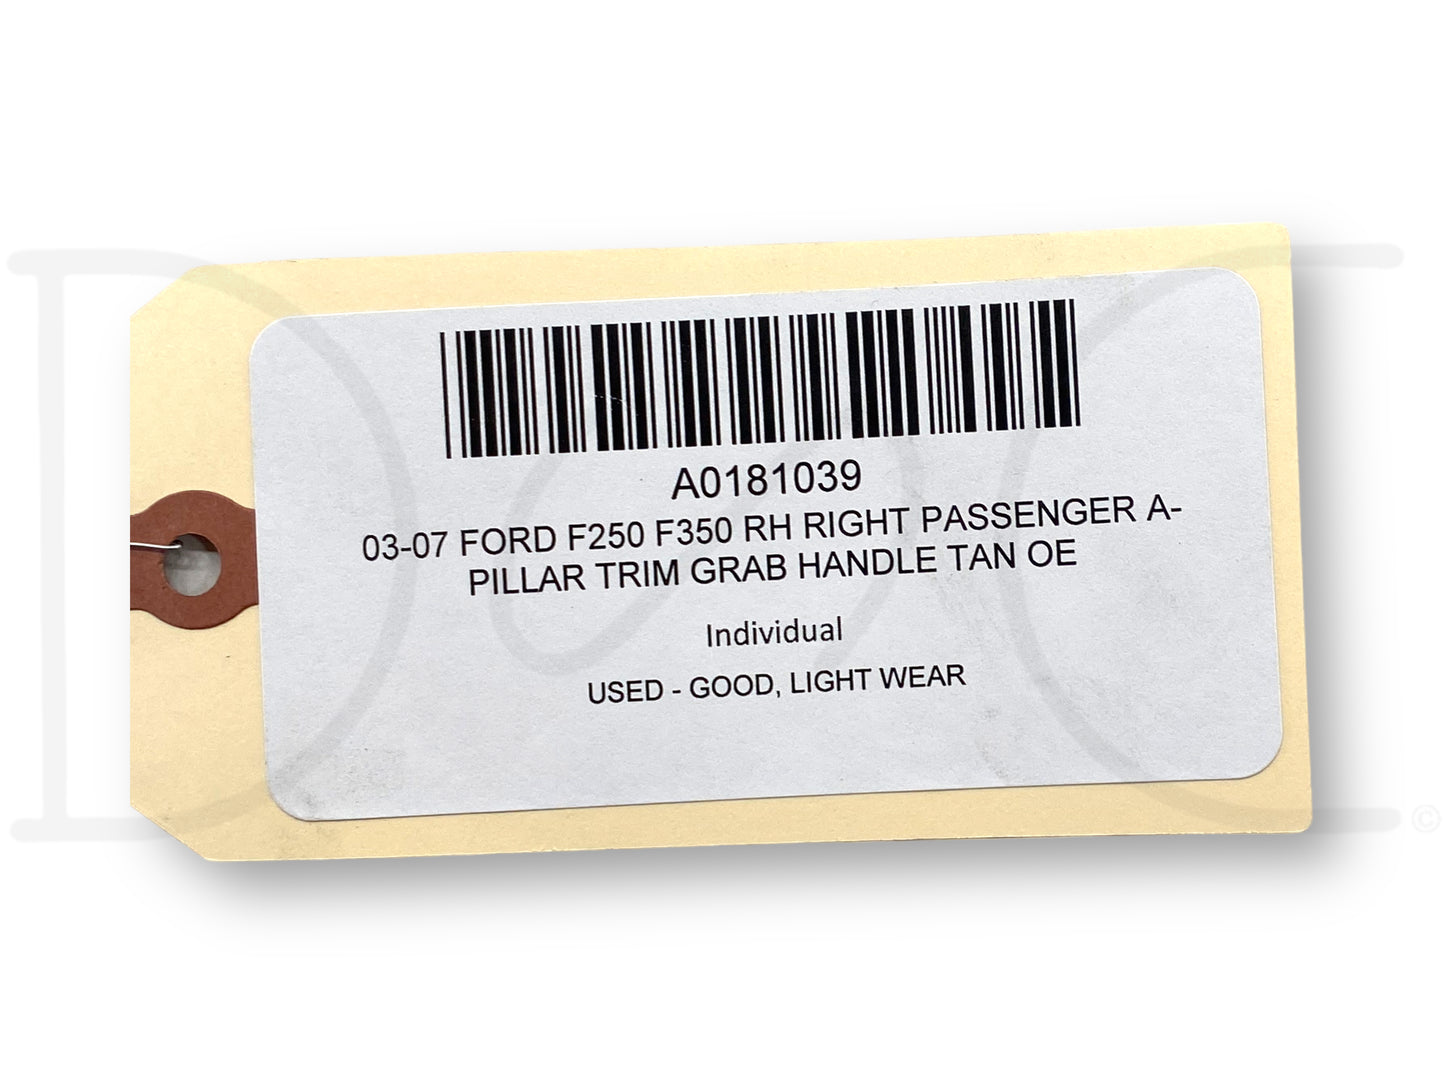 A0181039
03-07 FORD F250 F350 RH RIGHT PASSENGER A-
PILLAR TRIM GRAB HANDLE TAN OE
Individual
USED - GOOD, LIGHT WEAR
©